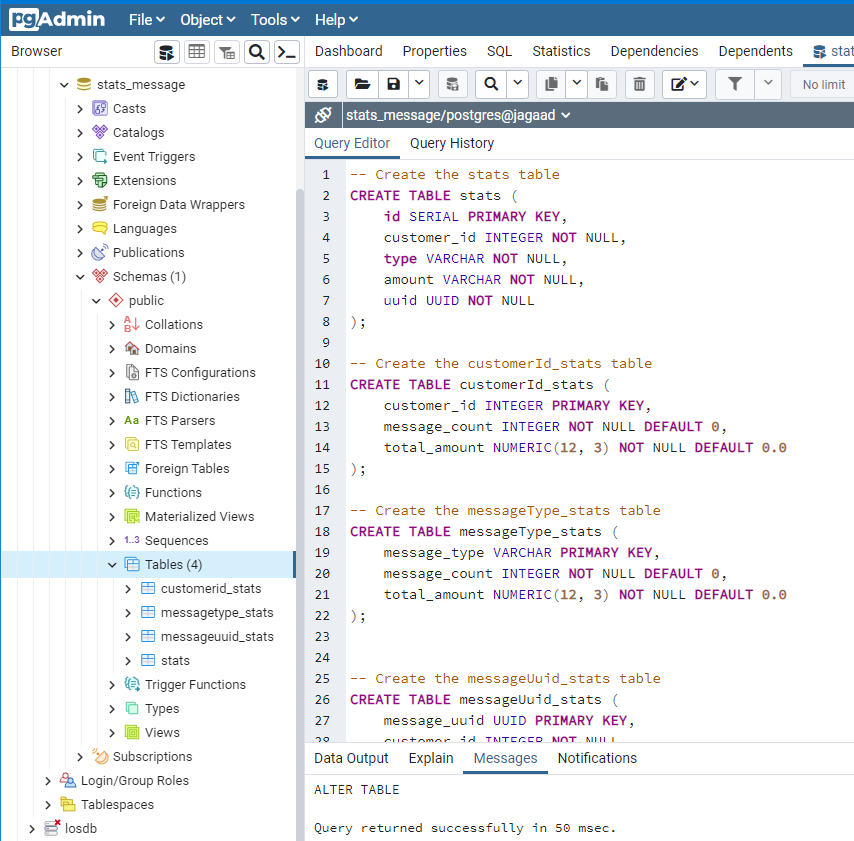 pgAdmin File Object Tools Help
Browser
Dashboard Properties SQL Statistics Dependencies Dependents
No limit
stats_message/postgres@jagaad
Query Editor Query History
stats_message
Casts
Catalogs
Event Triggers
Extensions
Foreign Data Wrappers
Languages
Publications
Schemas (1)
public
Collations
Domains
FTS Configurations
FTS Dictionaries
Aa FTS Parsers
FTS Templates
Foreign Tables
Functions
Materialized Views
1..3 Sequences
Tables (4)
customerid_stats
messagetype_stats
messageuuid_stats
stats
Trigger Functions
Types
Views
Subscriptions
Login/Group Roles
Tablespaces
losdb
1 -- Create the stats table
2 CREATE TABLE stats (
3 id SERIAL PRIMARY KEY,
4 customer_id INTEGER NOT NULL,
5 type VARCHAR NOT NULL,
6 amount VARCHAR NOT NULL,
7 uuid UUID NOT NULL
8 );
9
10 -- Create the customerId_stats table
11 CREATE TABLE customerId_stats (
12 customer_id INTEGER PRIMARY KEY,
13 message_count INTEGER NOT NULL DEFAULT 0,
14 total_amount NUMERIC(12, 3) NOT NULL DEFAULT 0.0
15 );
16
17 -- Create the messageType_stats table
18 CREATE TABLE messageType_stats (
19 message_type VARCHAR PRIMARY KEY,
20 message_count INTEGER NOT NULL DEFAULT 0,
21 total_amount NUMERIC(12, 3) NOT NULL DEFAULT 0.0
22 );
23
24
25 -- Create the messageUuid_stats table
26 CREATE TABLE messageUuid_stats (
27 message_uuid UUID PRIMARY KEY,
28 customer_id INTEGER NOT NULL
Data Output Explain Messages Notifications
ALTER TABLE
Query returned successfully in 50 msec.